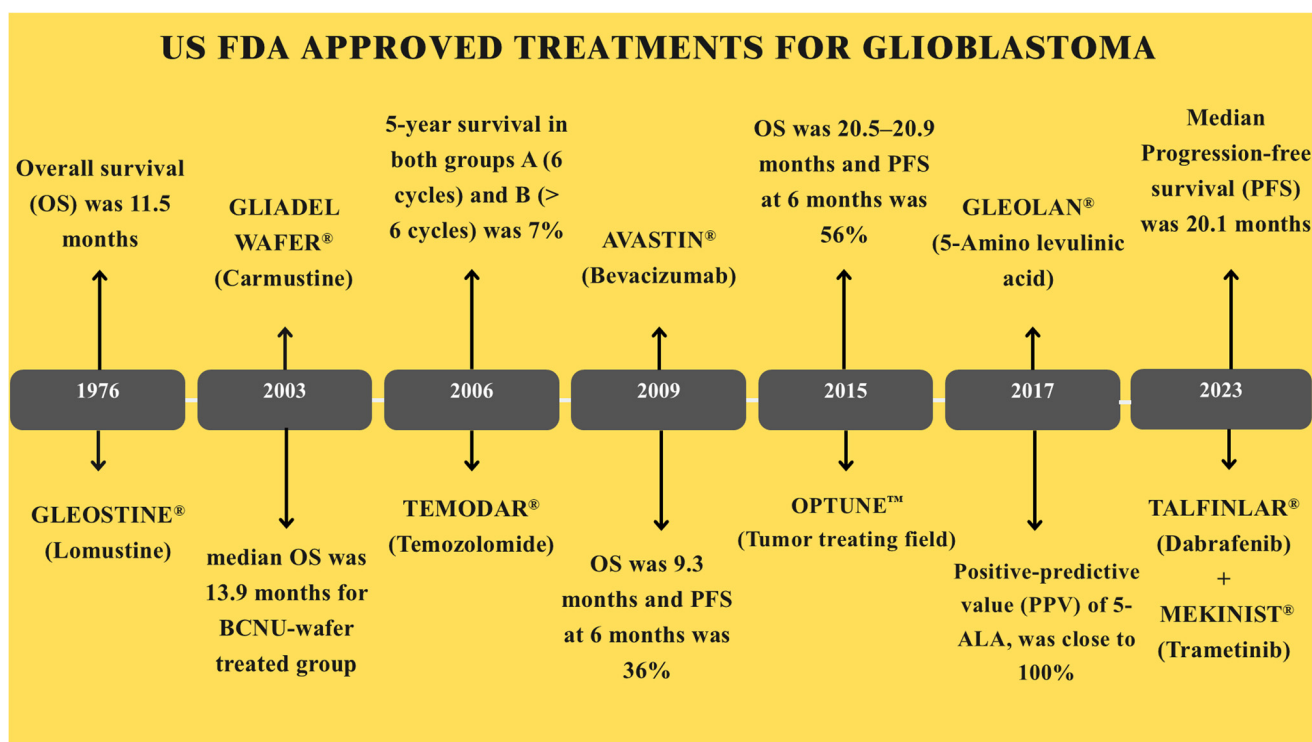 US FDA APPROVED TREATMENTS FOR GLIOBLASTOMA
Overall survival
(OS) was 11.5
months
1976
GLEOSTINE®
(Lomustine)
GLIADEL
WAFER®
(Carmustine)
2003
median OS was
13.9 months for
BCNU-wafer
treated group
5-year survival in
both groups A (6
cycles) and B (>
6 cycles) was 7%
2006
TEMODAR®
(Temozolomide)
AVASTIN®
(Bevacizumab)
2009
OS was 9.3
months and PFS
at 6 months was
36%
OS was 20.5–20.9
months and PFS
at 6 months was
56%
2015
OPTUNE™
(Tumor treating field)
GLEOLAN®
(5-Amino levulinic
acid)
2017
Positive-predictive
value (PPV) of 5-
ALA, was close to
100%
Median
Progression-free
survival (PFS)
was 20.1 months
2023
TALFINLAR®
(Dabrafenib)
+
MEKINIST®
(Trametinib)